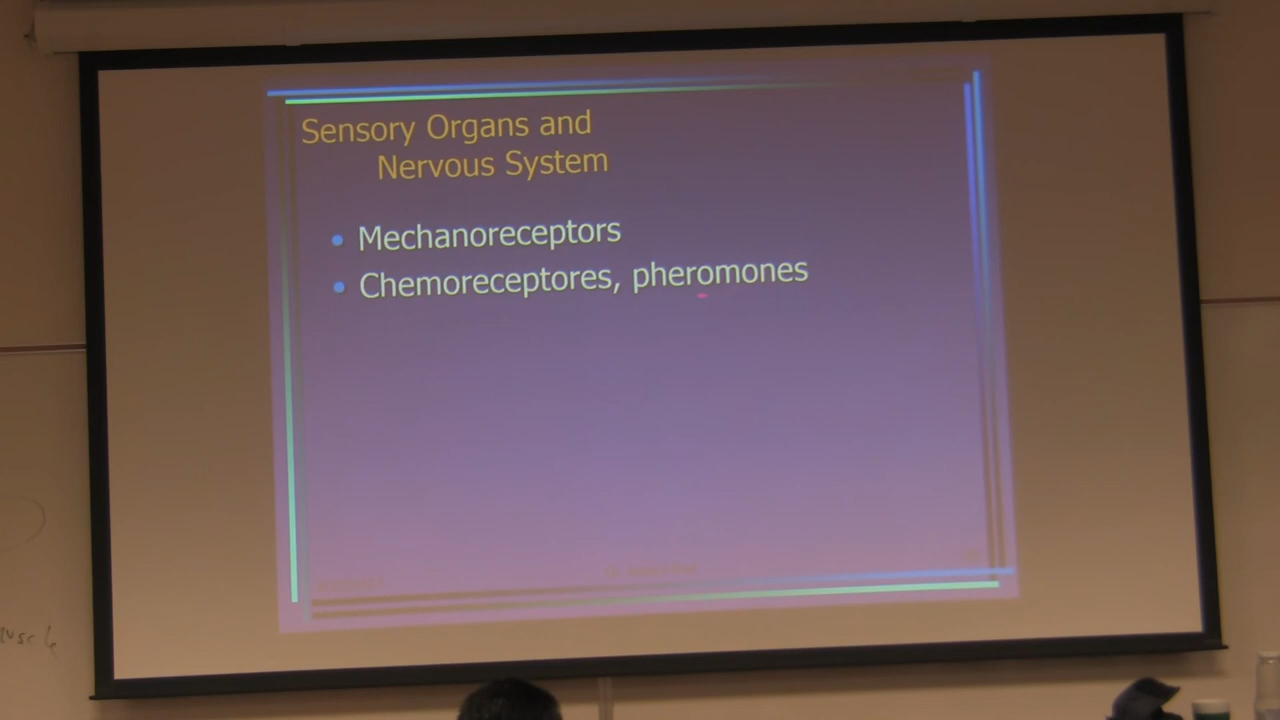 Sensory Organs and
Nervous System
• Mechanoreceptors
• Chemoreceptores, pheromones